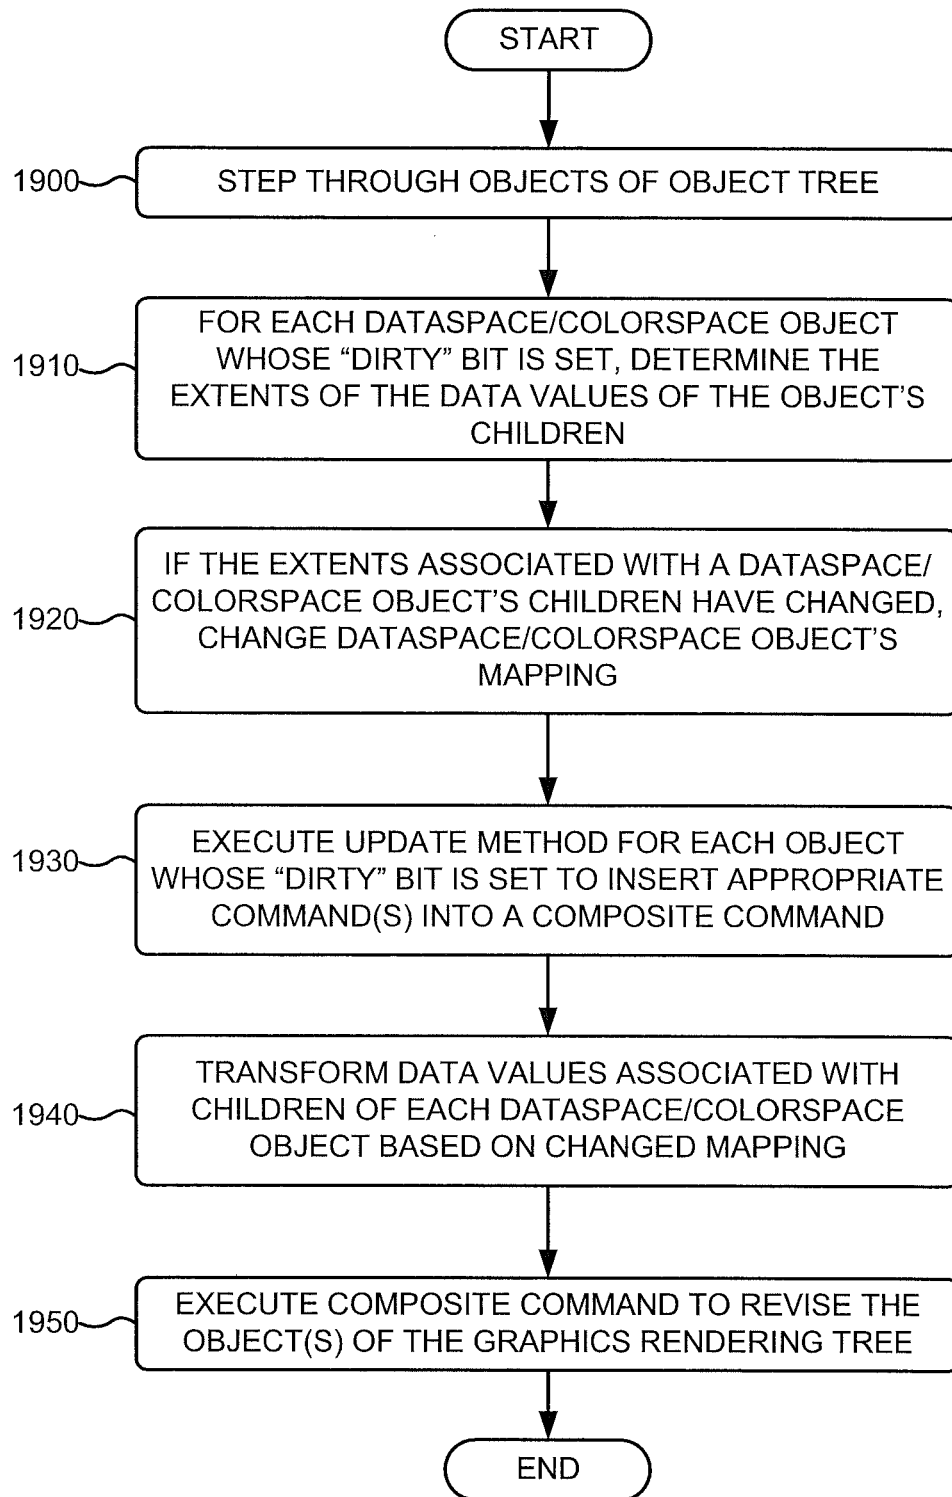 START
1900
STEP THROUGH OBJECTS OF OBJECT TREE
1910
FOR EACH DATASPACE/COLORSPACE OBJECT
WHOSE “DIRTY” BIT IS SET, DETERMINE THE
EXTENTS OF THE DATA VALUES OF THE OBJECT’S
CHILDREN
1920
IF THE EXTENTS ASSOCIATED WITH A DATASPACE/
COLORSPACE OBJECT’S CHILDREN HAVE CHANGED,
CHANGE DATASPACE/COLORSPACE OBJECT’S
MAPPING
1930
EXECUTE UPDATE METHOD FOR EACH OBJECT
WHOSE “DIRTY” BIT IS SET TO INSERT APPROPRIATE
COMMAND(S) INTO A COMPOSITE COMMAND
1940
TRANSFORM DATA VALUES ASSOCIATED WITH
CHILDREN OF EACH DATASPACE/COLORSPACE
OBJECT BASED ON CHANGED MAPPING
1950
EXECUTE COMPOSITE COMMAND TO REVISE THE
OBJECT(S) OF THE GRAPHICS RENDERING TREE
END